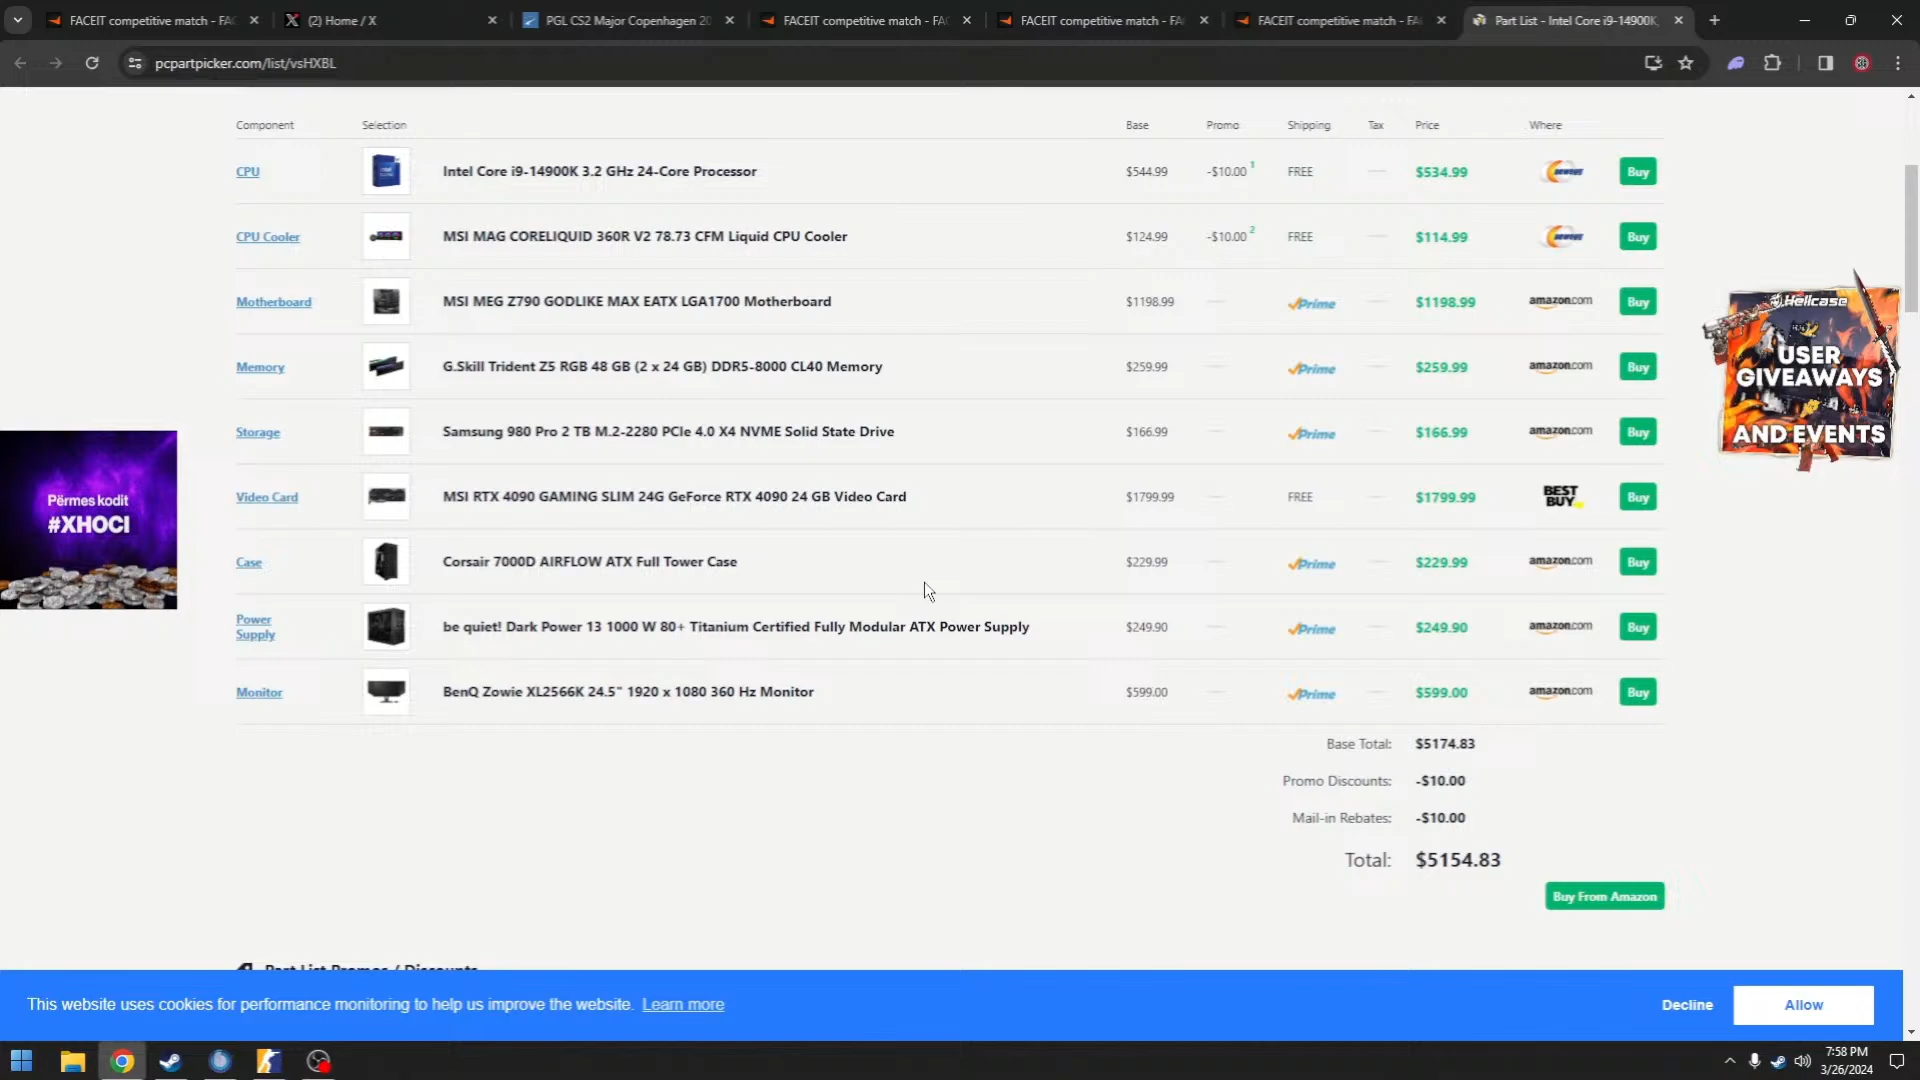 FACEIT competitive match - FAC
(2) Home / X
PGL CS2 Major Copenhagen 20
FACEIT competitive match - FAC
FACEIT competitive match - FAC
FACEIT competitive match - FAC
Part List - Intel Core i9-14900K,
pcpartpicker.com/list/vsHXBL
Component Selection Base Promo Shipping Tax Price Where
CPU Intel Core i9-14900K 3.2 GHz 24-Core Processor $544.99 -$10.00 1 FREE $534.99 Buy
CPU Cooler MSI MAG CORELIQUID 360R V2 78.73 CFM Liquid CPU Cooler $124.99 -$10.00 2 FREE $114.99 Buy
Motherboard MSI MEG Z790 GODLIKE MAX EATX LGA1700 Motherboard $1198.99 Prime $1198.99 amazon.com Buy
Memory G.Skill Trident Z5 RGB 48 GB (2 x 24 GB) DDR5-8000 CL40 Memory $259.99 Prime $259.99 amazon.com Buy
Storage Samsung 980 Pro 2 TB M.2-2280 PCIe 4.0 X4 NVME Solid State Drive $166.99 Prime $166.99 amazon.com Buy
Video Card MSI RTX 4090 GAMING SLIM 24G GeForce RTX 4090 24 GB Video Card $1799.99 FREE $1799.99 BEST BUY Buy
Case Corsair 7000D AIRFLOW ATX Full Tower Case $229.99 Prime $229.99 amazon.com Buy
Power Supply be quiet! Dark Power 13 1000 W 80+ Titanium Certified Fully Modular ATX Power Supply $249.90 Prime $249.90 amazon.com Buy
Monitor BenQ Zowie XL2566K 24.5" 1920 x 1080 360 Hz Monitor $599.00 Prime $599.00 amazon.com Buy
Base Total: $5174.83
Promo Discounts: -$10.00
Mail-in Rebates: -$10.00
Total: $5154.83
Buy From Amazon
Part List Promos / Discounts
Përmes kodit
#XHOCI
Hellcase
USER
GIVEAWAYS
AND EVENTS
This website uses cookies for performance monitoring to help us improve the website. Learn more
Decline
Allow
7:58 PM
3/26/2024